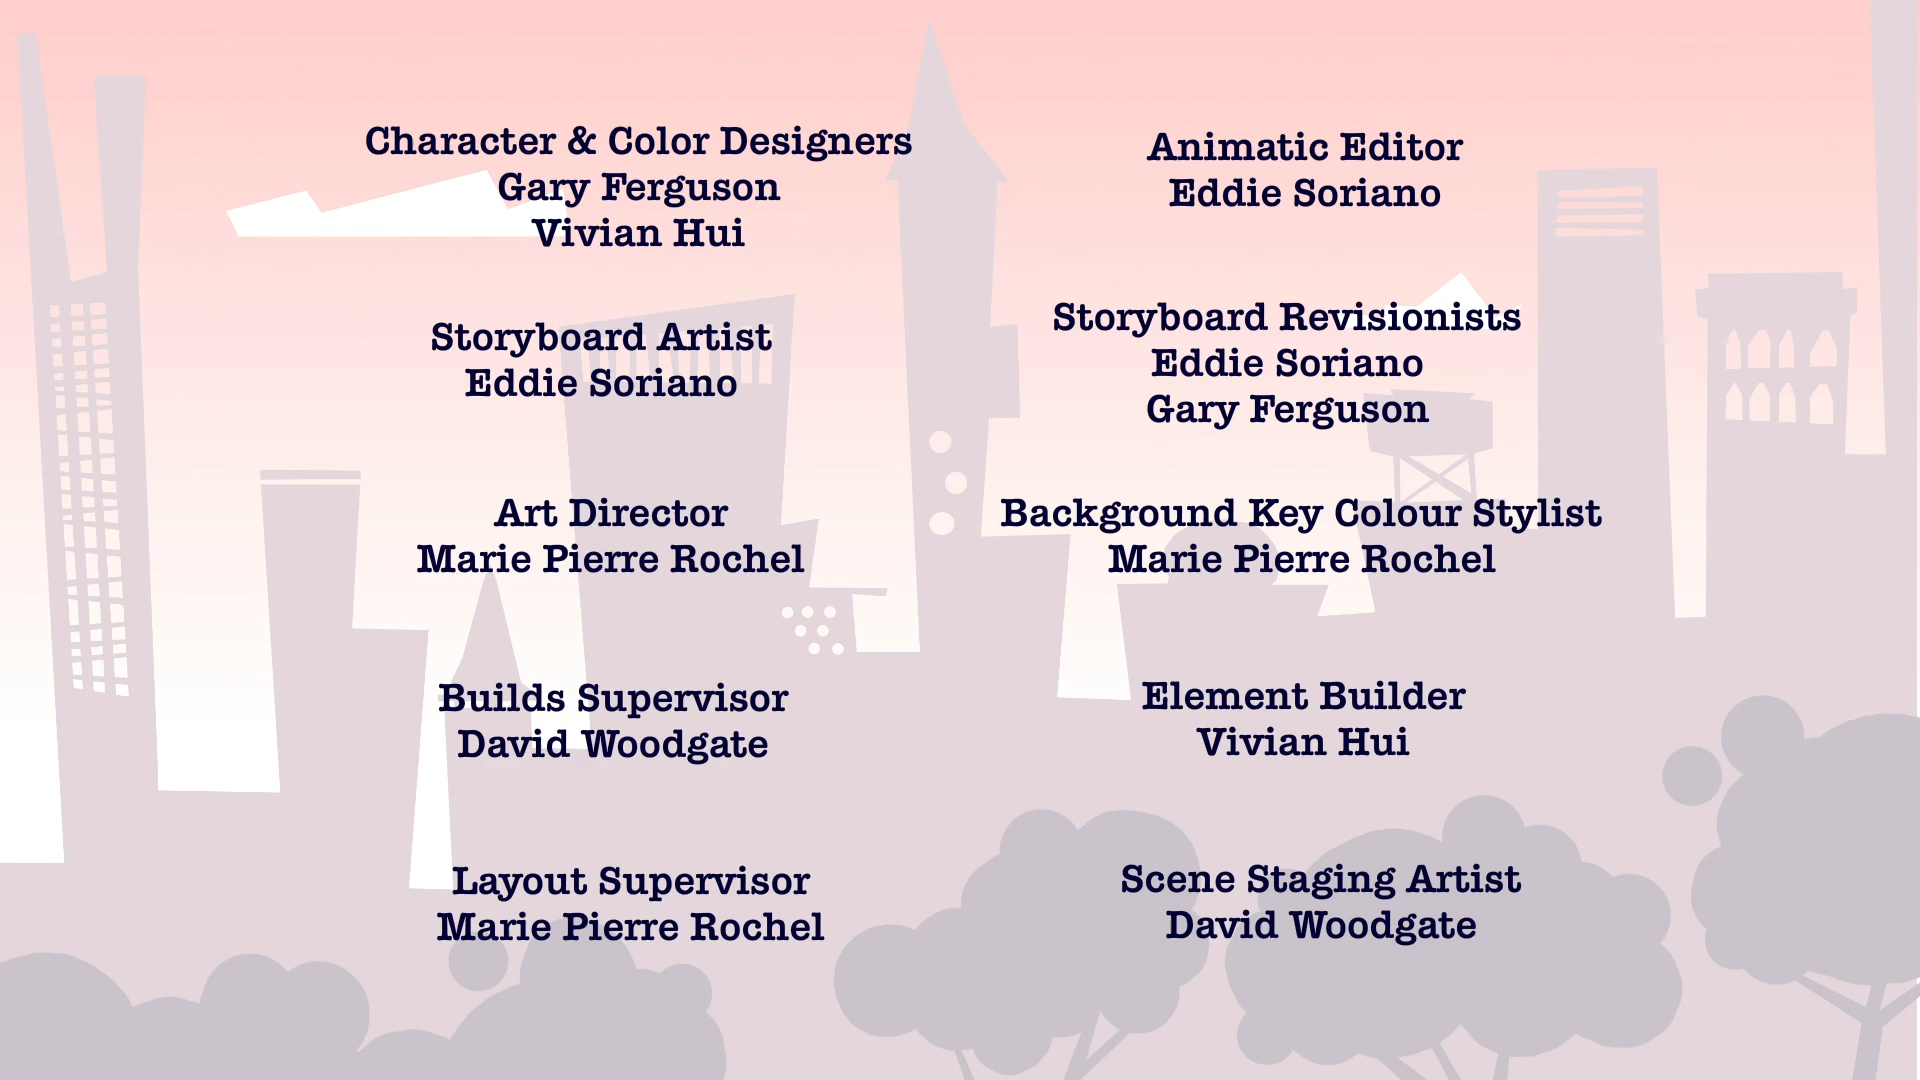 Character & Color Designers
Gary Ferguson
Vivian Hui
Animatic Editor
Eddie Soriano
Storyboard Artist
Eddie Soriano
Storyboard Revisionists
Eddie Soriano
Gary Ferguson
Art Director
Marie Pierre Rochel
Background Key Colour Stylist
Marie Pierre Rochel
Builds Supervisor
David Woodgate
Element Builder
Vivian Hui
Layout Supervisor
Marie Pierre Rochel
Scene Staging Artist
David Woodgate